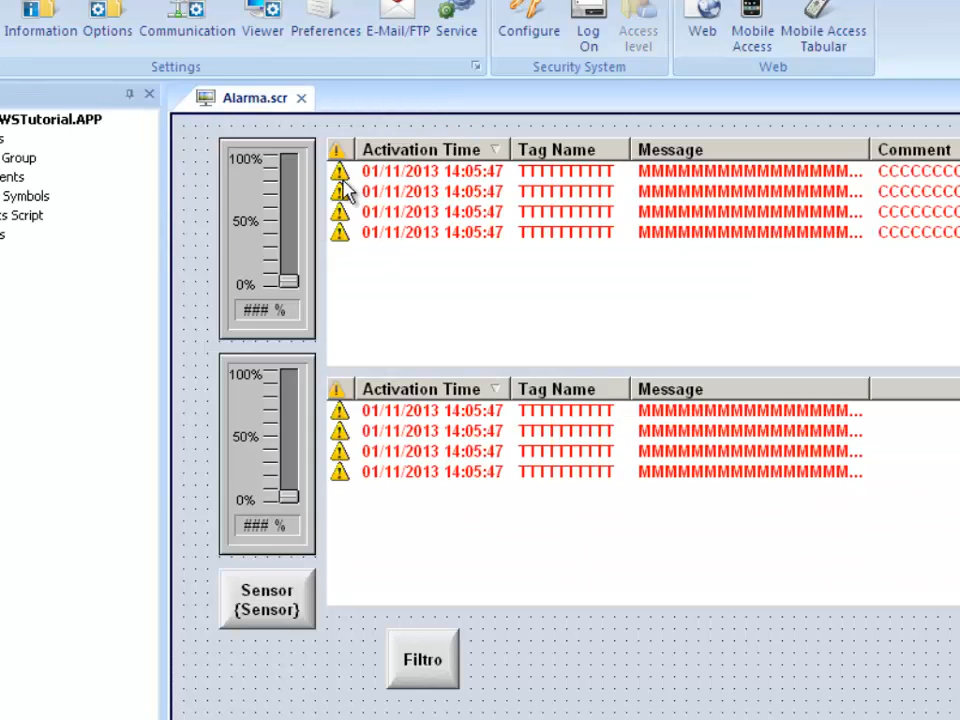 Information Options Communication Viewer Preferences E-Mail/FTP Service Configure Log On Access level Web Mobile Access Mobile Access Tabular
Settings Security System Web
WSTutorial.APP
Alarma.scr
s
Group
ents
Symbols
ts Script
s
100%
50%
0%
### %
Activation Time Tag Name Message Comment
01/11/2013 14:05:47 TTTTTTTTTT MMMMMMMMMMMMMMMM... CCCCCCC
01/11/2013 14:05:47 TTTTTTTTTT MMMMMMMMMMMMMMMM... CCCCCCC
01/11/2013 14:05:47 TTTTTTTTTT MMMMMMMMMMMMMMMM... CCCCCCC
01/11/2013 14:05:47 TTTTTTTTTT MMMMMMMMMMMMMMMM... CCCCCCC
100%
50%
0%
### %
Activation Time Tag Name Message
01/11/2013 14:05:47 TTTTTTTTTT MMMMMMMMMMMMMMMM...
01/11/2013 14:05:47 TTTTTTTTTT MMMMMMMMMMMMMMMM...
01/11/2013 14:05:47 TTTTTTTTTT MMMMMMMMMMMMMMMM...
01/11/2013 14:05:47 TTTTTTTTTT MMMMMMMMMMMMMMMM...
Sensor
{Sensor}
Filtro